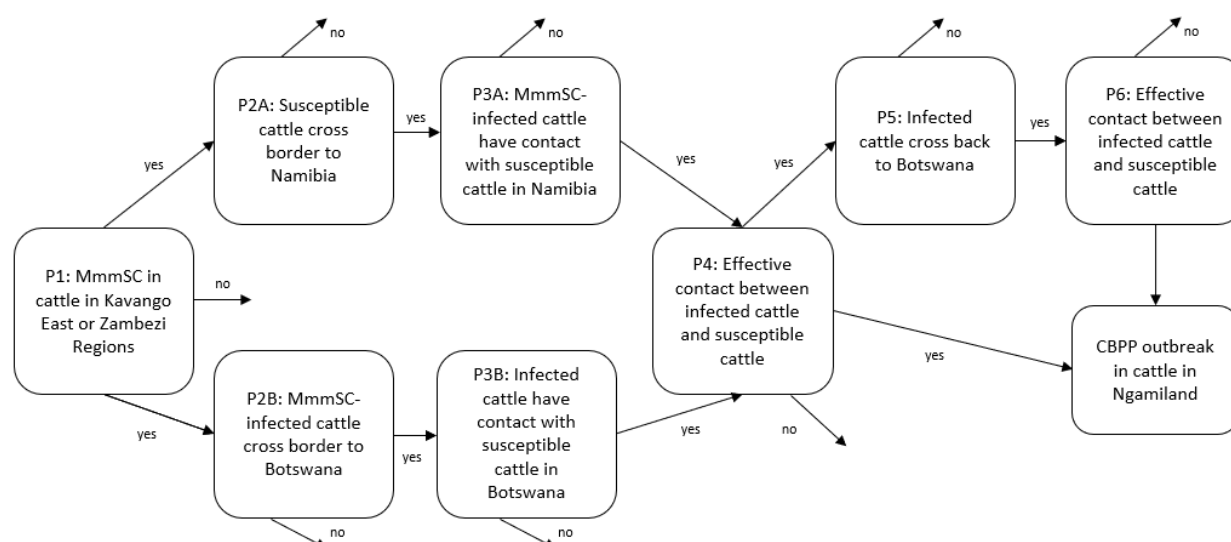 no
no
no
no
P2A: Susceptible
cattle cross
border to
Namibia
yes
P3A: MmmSC-
infected cattle
have contact
with susceptible
cattle in Namibia
P5: Infected
cattle cross back
to Botswana
yes
P6: Effective
contact between
infected cattle
and susceptible
cattle
yes
yes
yes
P1: MmmSC in
cattle in Kavango
East or Zambezi
Regions
no
P4: Effective
contact between
infected cattle
and susceptible
cattle
yes
CBPP outbreak
in cattle in
Ngamiland
yes
P2B: MmmSC-
infected cattle
cross border to
Botswana
yes
P3B: Infected
cattle have
contact with
susceptible
cattle in
Botswana
yes
no
no
no